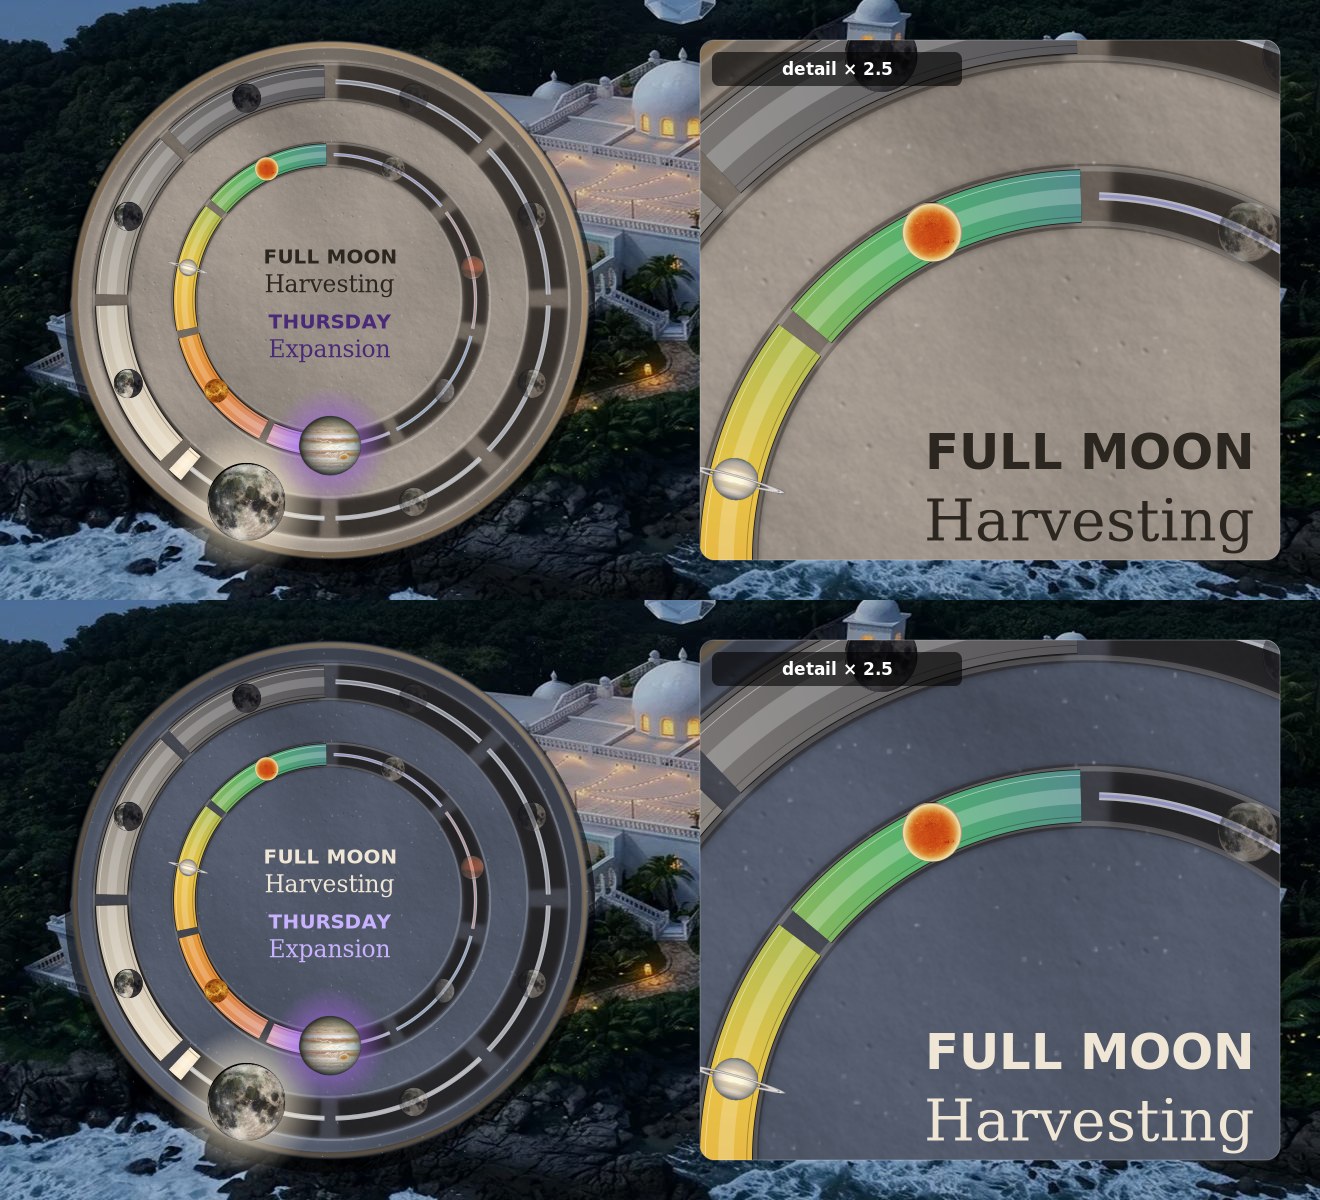 detail × 2.5
FULL MOON
Harvesting
THURSDAY
Expansion
FULL MOON
Harvesting
detail × 2.5
FULL MOON
Harvesting
THURSDAY
Expansion
FULL MOON
Harvesting